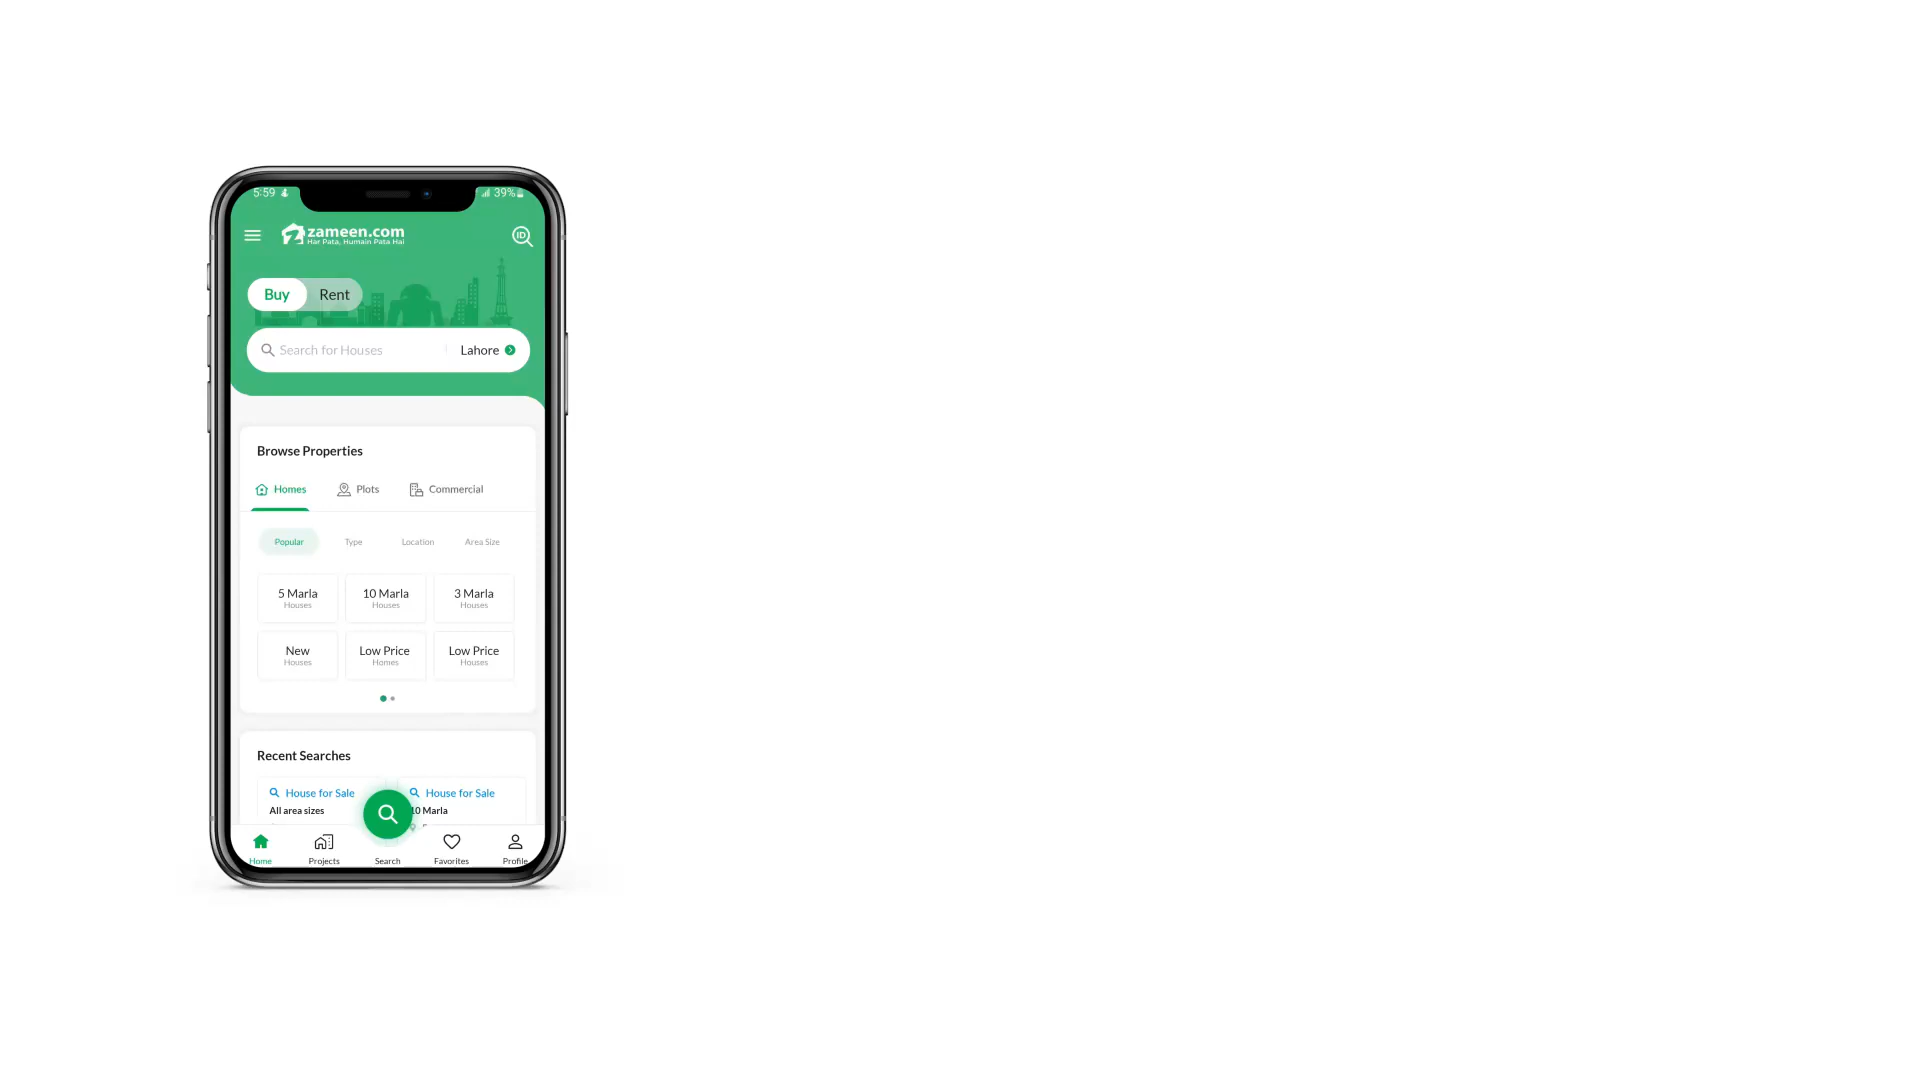 5:59
39%
zameen.com
Har Pata, Humain Pata Hai
ID
Buy Rent
Search for Houses Lahore
Browse Properties
Homes Plots Commercial
Popular Type Location Area Size
5 Marla 10 Marla 3 Marla
Houses Houses Houses
New Low Price Low Price
Houses Homes Houses
Recent Searches
House for Sale House for Sale
All area sizes 10 Marla
Home Projects Search Favorites Profile